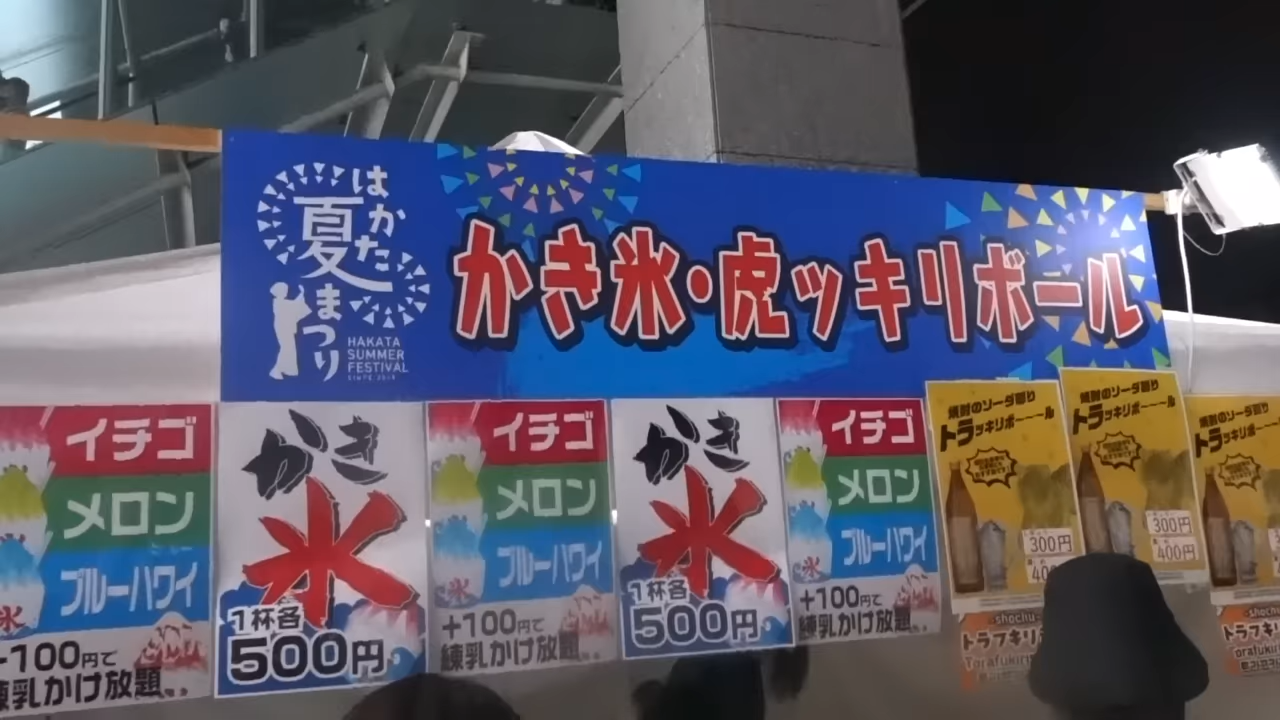 はかた
夏まつり
HAKATA
SUMMER
FESTIVAL
かき氷・虎ッキリボール
イチゴ
メロン
ブルーハワイ
氷
+100円で
練乳かけ放題
かき
氷
1杯各
500円
イチゴ
メロン
ブルーハワイ
氷
+100円で
練乳かけ放題
かき
氷
1杯各
500円
イチゴ
メロン
ブルーハワイ
氷
+100円で
練乳かけ放題
焼酎のソーダ割り
トラッキリボ〜〜〜ル
300円
焼酎のソーダ割り
トラッキリボ〜〜〜ル
300円
400円
焼酎のソーダ割り
トラッキリボ〜〜〜ル
shochu
トラフキリ
Torafukiri
shochu